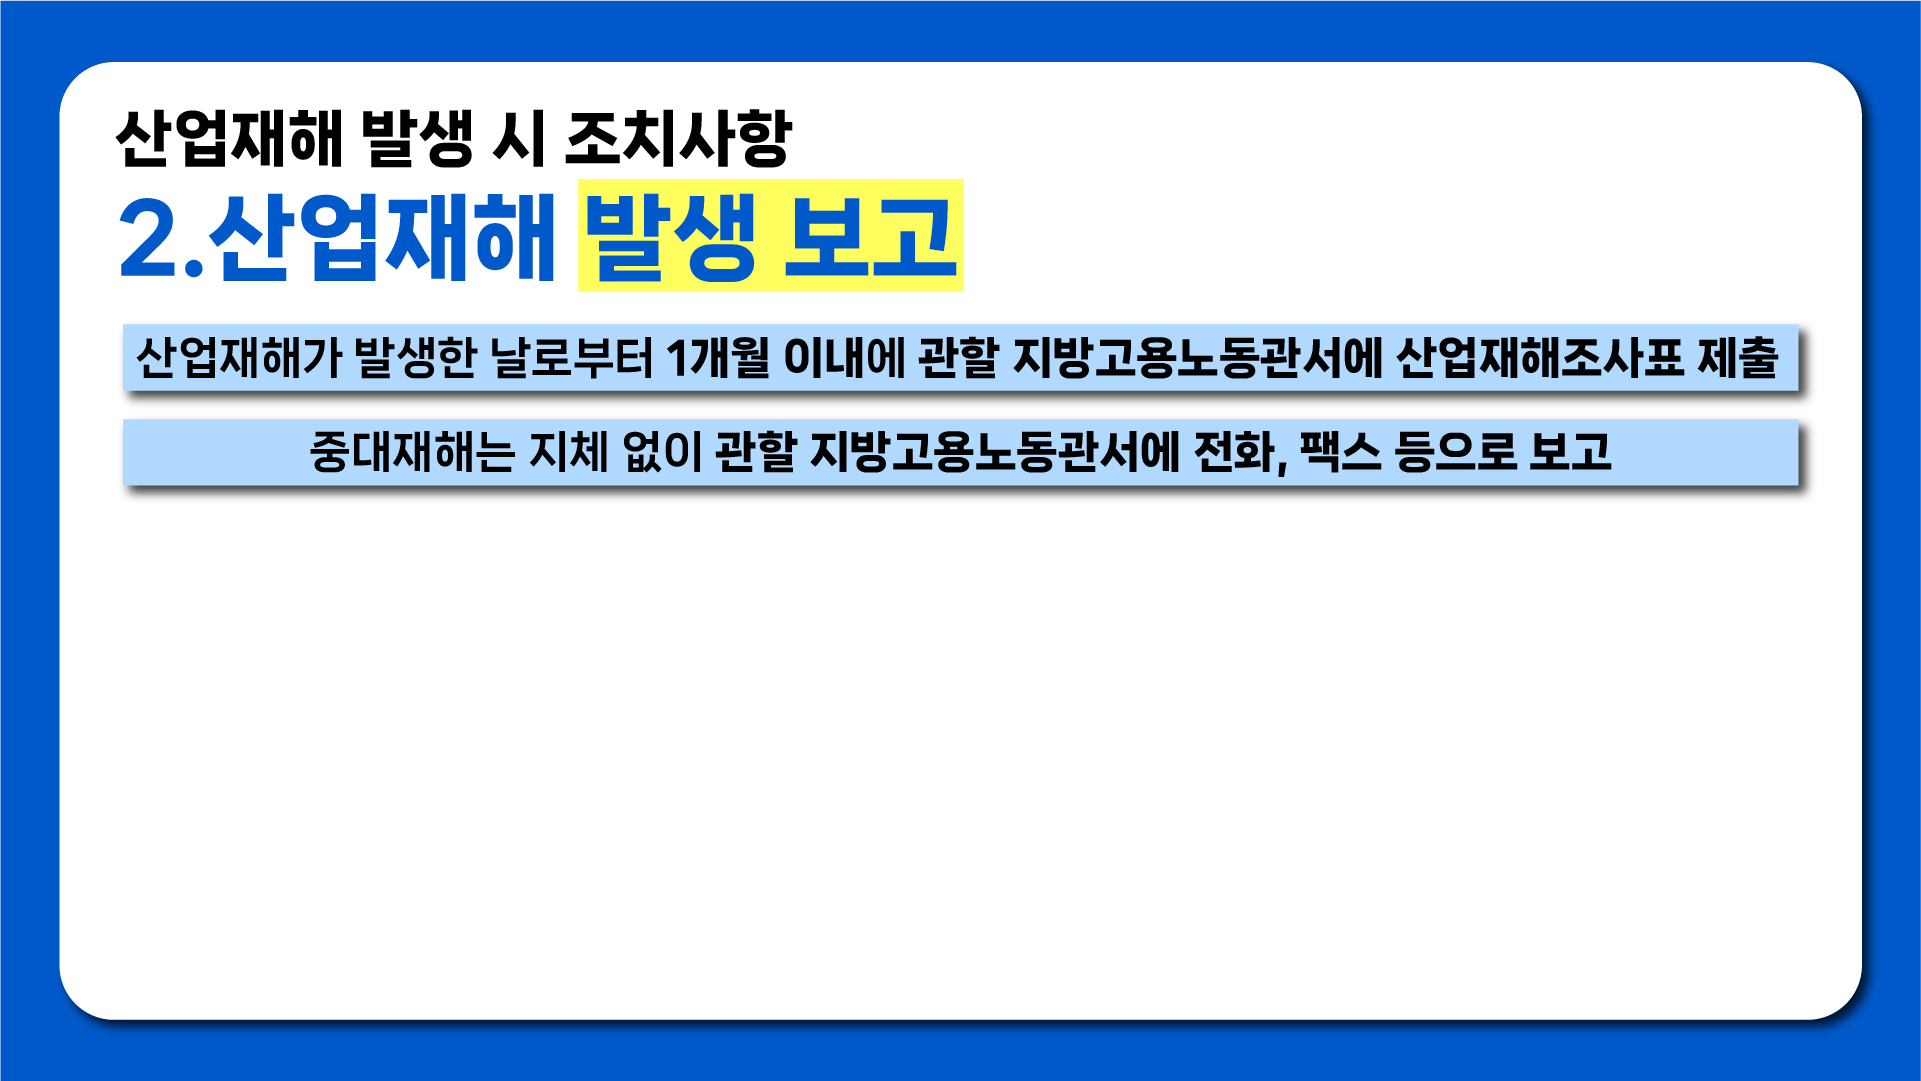 산업재해 발생 시 조치사항
2.산업재해 발생 보고
산업재해가 발생한 날로부터 1개월 이내에 관할 지방고용노동관서에 산업재해조사표 제출
중대재해는 지체 없이 관할 지방고용노동관서에 전화, 팩스 등으로 보고